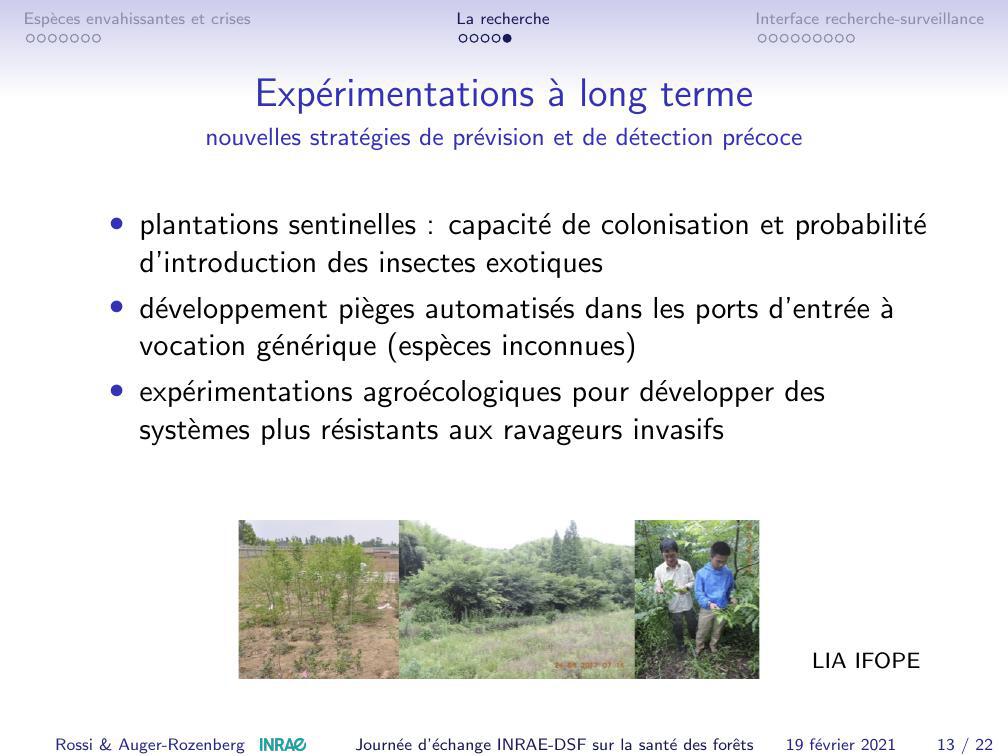 Espèces envahissantes et crises
La recherche
Interface recherche-surveillance
Expérimentations à long terme
nouvelles stratégies de prévision et de détection précoce
• plantations sentinelles : capacité de colonisation et probabilité
d'introduction des insectes exotiques
• développement pièges automatisés dans les ports d'entrée à
vocation générique (espèces inconnues)
• expérimentations agroécologiques pour développer des
systèmes plus résistants aux ravageurs invasifs
LIA IFOPE
Rossi & Auger-Rozenberg INRAE Journée d'échange INRAE-DSF sur la santé des forêts 19 février 2021 13 / 22